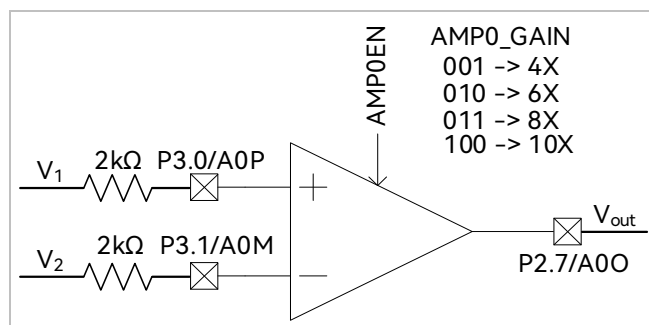 AMP0EN
AMP0_GAIN
001 -> 4X
010 -> 6X
011 -> 8X
100 -> 10X
V1 2kΩ P3.0/A0P
+
V2 2kΩ P3.1/A0M
−
Vout
P2.7/A0O